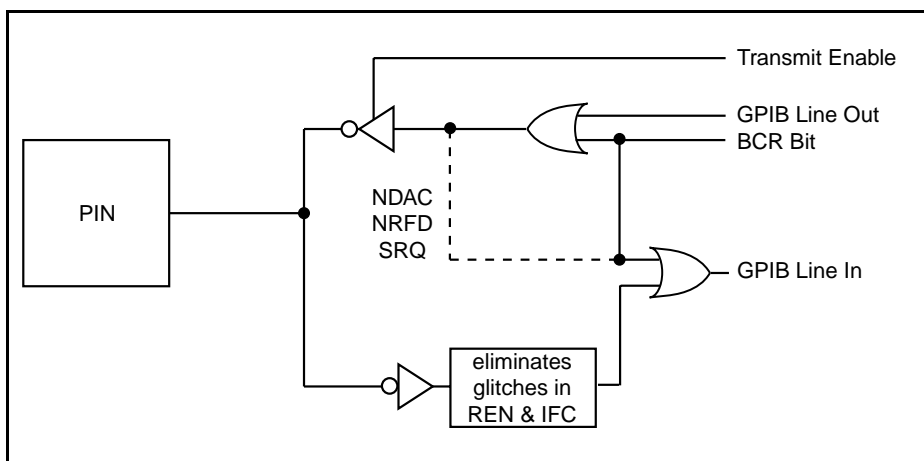 Transmit Enable
GPIB Line Out
BCR Bit
PIN
NDAC
NRFD
SRQ
GPIB Line In
eliminates
glitches in
REN & IFC